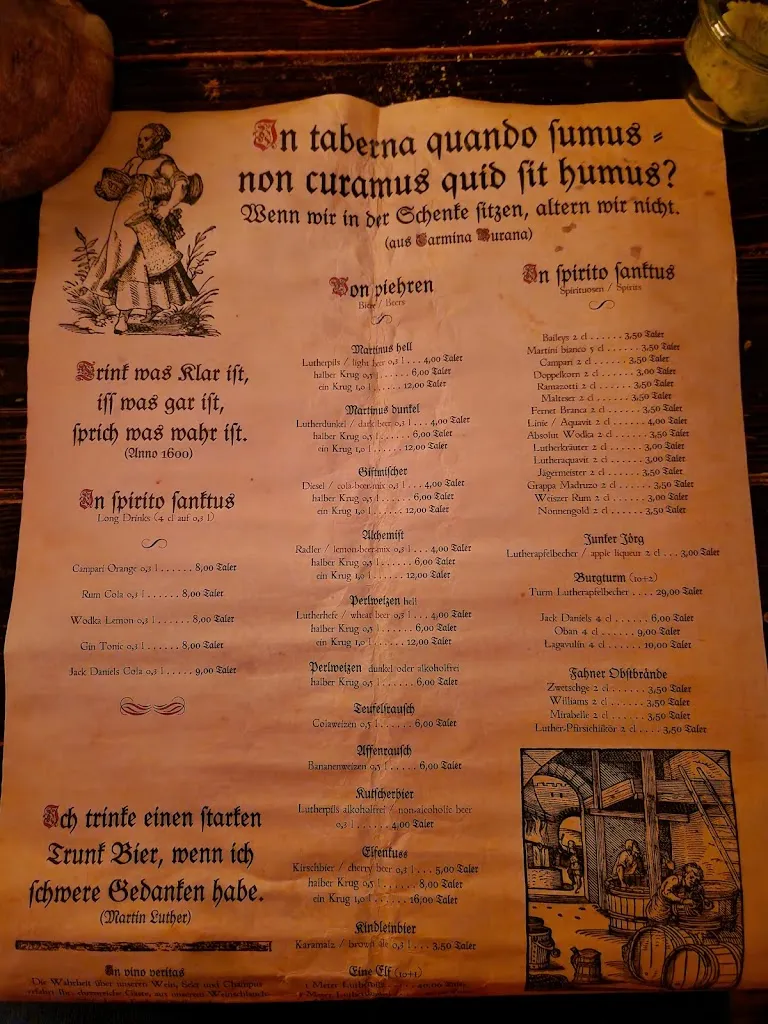 In taberna quando sumus -
non curamus quid sit humus?
Wenn wir in der Schenke sitzen, altern wir nicht.
(aus Carmina Burana)
Trink was Klar ist,
iss was gar ist,
sprich was wahr ist.
(Anno 1600)
In spirito sanktus
Long Drinks (4 cl auf 0,3 l)
Campari Orange 0,3 l ...... 8,00 Taler
Rum Cola 0,3 l ...... 8,00 Taler
Wodka Lemon 0,3 l ...... 8,00 Taler
Gin Tonic 0,3 l ...... 8,00 Taler
Jack Daniels Cola 0,3 l ..... 9,00 Taler
Ich trinke einen starken
Trunk Bier, wenn ich
schwere Gedanken habe.
(Martin Luther)
In vino veritas
Die Wahrheit über unseren Wein, Sekt und Champus
Von piehren
Bier / Beers
Martinus hell
Lutherpils / light beer 0,3 l ... 4,00 Taler
halber Krug 0,5 l ...... 6,00 Taler
ein Krug 1,0 l ...... 12,00 Taler
Martinus dunkel
Lutherdunkel / dark beer 0,3 l ... 4,00 Taler
halber Krug 0,5 l ...... 6,00 Taler
ein Krug 1,0 l ...... 12,00 Taler
Giftmischer
Diesel / cola-beer-mix 0,3 l .... 4,00 Taler
halber Krug 0,5 l ...... 6,00 Taler
ein Krug 1,0 l ...... 12,00 Taler
Alchemist
Radler / lemon-beer-mix 0,3 l .... 4,00 Taler
halber Krug 0,5 l ...... 6,00 Taler
ein Krug 1,0 l ...... 12,00 Taler
Perlweizen hell
Lutherhefe / wheat beer 0,3 l ... 4,00 Taler
halber Krug 0,5 l ...... 6,00 Taler
ein Krug 1,0 l ...... 12,00 Taler
Perlweizen dunkel oder alkoholfrei
halber Krug 0,5 l ...... 6,00 Taler
Teufelsrausch
Colaweizen 0,5 l ...... 6,00 Taler
Affenrausch
Bananenweizen 0,5 l ..... 6,00 Taler
Kutscherbier
Lutherpils alkoholfrei / non-alcoholic beer
0,3 l ...... 4,00 Taler
Elfenkuss
Kirschbier / cherry beer 0,3 l ... 5,00 Taler
halber Krug 0,5 l ...... 8,00 Taler
ein Krug 1,0 l ...... 16,00 Taler
Kindleinbier
Karamalz / brown ale 0,3 l ... 3,50 Taler
Eine Elf (10+1)
1 Meter
In spirito sanktus
Spirituosen / Spirits
Baileys 2 cl ...... 3,50 Taler
Martini bianco 5 cl ...... 3,50 Taler
Campari 2 cl ...... 3,50 Taler
Doppelkorn 2 cl ...... 3,00 Taler
Ramazotti 2 cl ...... 3,50 Taler
Malteser 2 cl ...... 3,50 Taler
Fernet Branca 2 cl ...... 3,50 Taler
Linie / Aquavit 2 cl ...... 4,00 Taler
Absolut Wodka 2 cl ...... 3,50 Taler
Lutherkräuter 2 cl ...... 3,00 Taler
Lutheraquavit 2 cl ...... 3,00 Taler
Jägermeister 2 cl ...... 3,50 Taler
Grappa Madruzo 2 cl ...... 3,50 Taler
Weiszer Rum 2 cl ...... 3,00 Taler
Nonnengold 2 cl ...... 3,50 Taler
Junker Jörg
Lutherapfelbecher / apple liqueur 2 cl ... 3,00 Taler
Burgturm (10+2)
Turm Lutherapfelbecher .... 29,00 Taler
Jack Daniels 4 cl ...... 6,00 Taler
Oban 4 cl ...... 9,00 Taler
Lagavulin 4 cl ...... 10,00 Taler
Fahner Obstbrände
Zwetschge 2 cl ...... 3,50 Taler
Williams 2 cl ...... 3,50 Taler
Mirabelle 2 cl ...... 3,50 Taler
Luther-Pfirsichlikör 2 cl .... 3,50 Taler